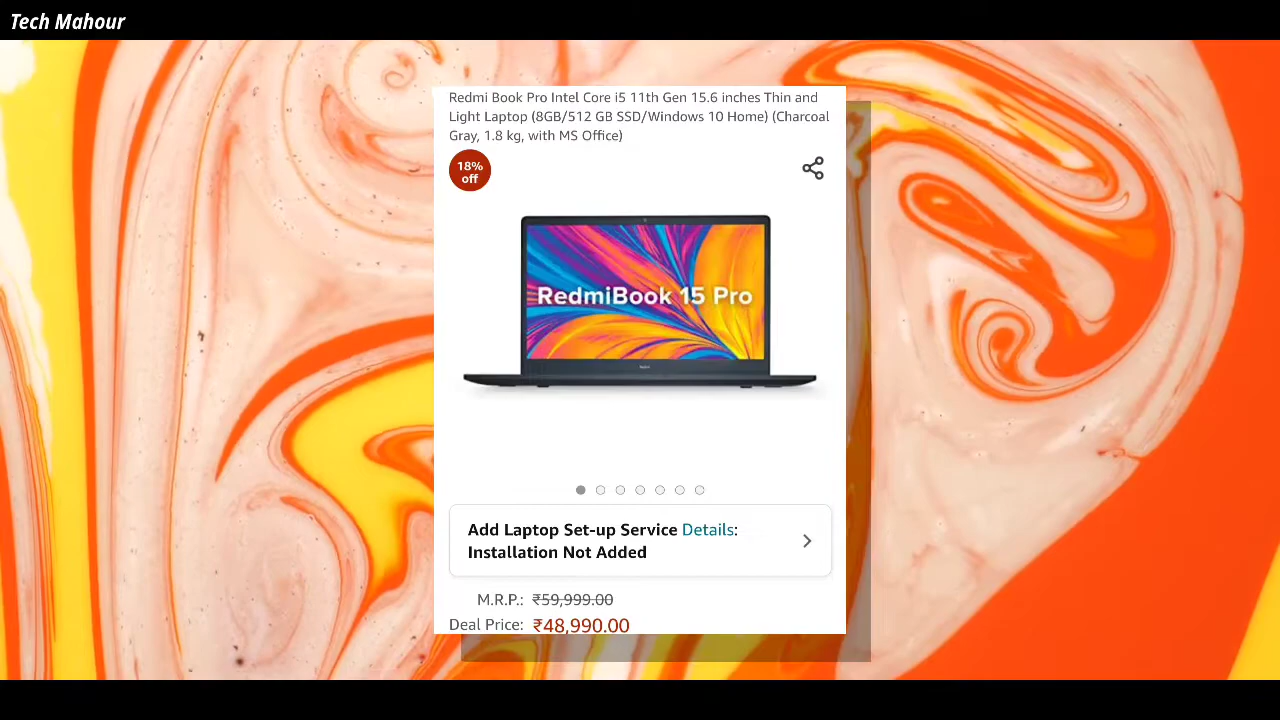 Tech Mahour
Redmi Book Pro Intel Core i5 11th Gen 15.6 inches Thin and
Light Laptop (8GB/512 GB SSD/Windows 10 Home) (Charcoal
Gray, 1.8 kg, with MS Office)
18%
off
RedmiBook 15 Pro
Add Laptop Set-up Service Details:
Installation Not Added
M.R.P.: ₹59,999.00
Deal Price: ₹48,990.00